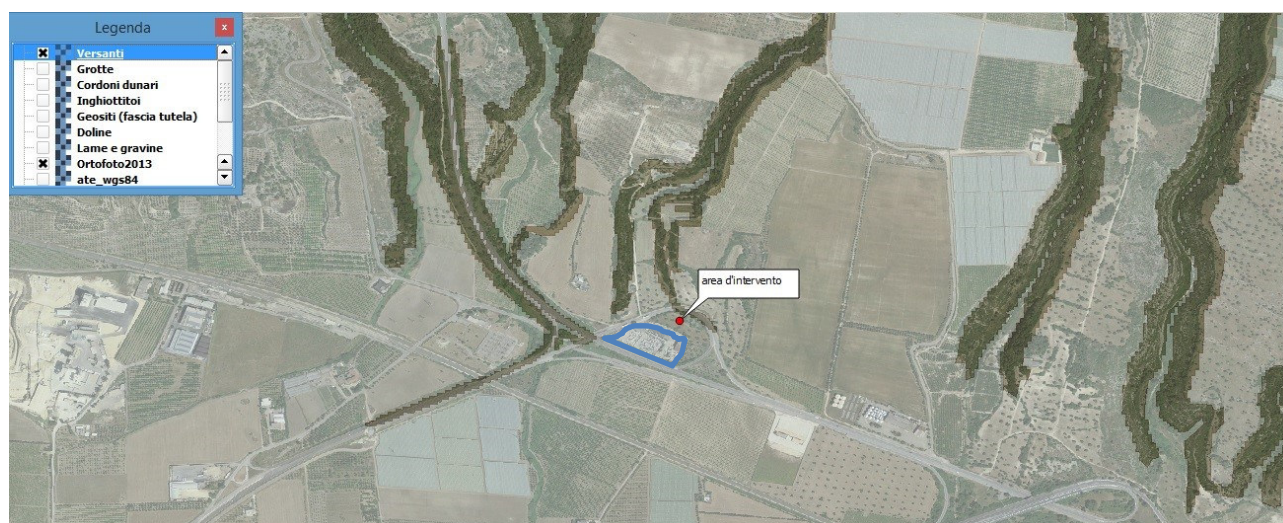 Legenda
x
Versanti
Grotte
Cordoni dunari
Inghiottitoi
Geositi (fascia tutela)
Doline
Lame e gravine
Ortofoto2013
ate_wgs84
area d'intervento